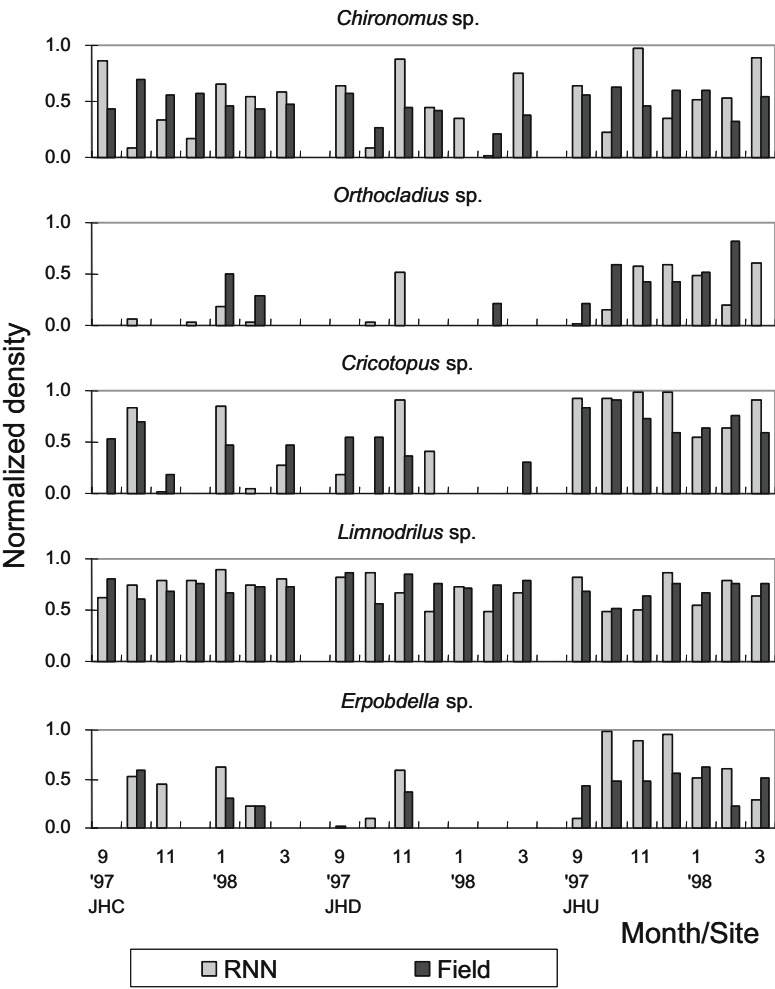 Chironomus sp.
1.0
0.5
0.0
Orthocladius sp.
1.0
0.5
0.0
Cricotopus sp.
1.0
0.5
0.0
Limnodrilus sp.
1.0
0.5
0.0
Erpobdella sp.
1.0
0.5
0.0
Normalized density
9 11 1 3 9 11 1 3 9 11 1 3
'97 '98 '97 '98 '97 '98
JHC JHD JHU
Month/Site
RNN Field